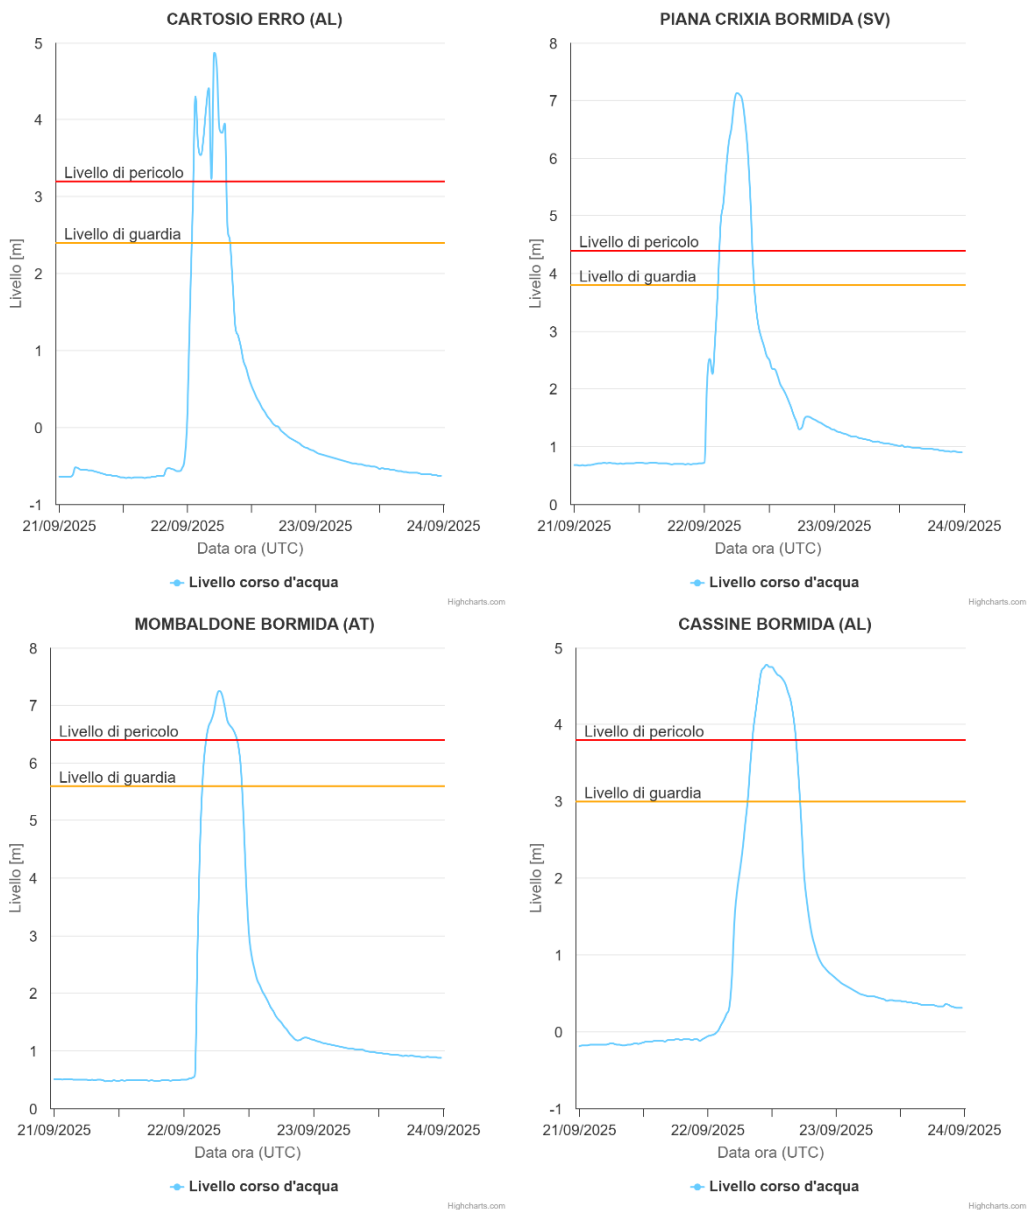 CARTOSIO ERRO (AL)
5
4
3
2
1
0
-1
Livello [m]
Livello di pericolo
Livello di guardia
21/09/2025
22/09/2025
23/09/2025
24/09/2025
Data ora (UTC)
Livello corso d'acqua
Highcharts.com
PIANA CRIXIA BORMIDA (SV)
8
7
6
5
4
3
2
1
0
Livello [m]
Livello di pericolo
Livello di guardia
21/09/2025
22/09/2025
23/09/2025
24/09/2025
Data ora (UTC)
Livello corso d'acqua
Highcharts.com
MOMBALDONE BORMIDA (AT)
8
7
6
5
4
3
2
1
0
Livello [m]
Livello di pericolo
Livello di guardia
21/09/2025
22/09/2025
23/09/2025
24/09/2025
Data ora (UTC)
Livello corso d'acqua
Highcharts.com
CASSINE BORMIDA (AL)
5
4
3
2
1
0
-1
Livello [m]
Livello di pericolo
Livello di guardia
21/09/2025
22/09/2025
23/09/2025
24/09/2025
Data ora (UTC)
Livello corso d'acqua
Highcharts.com